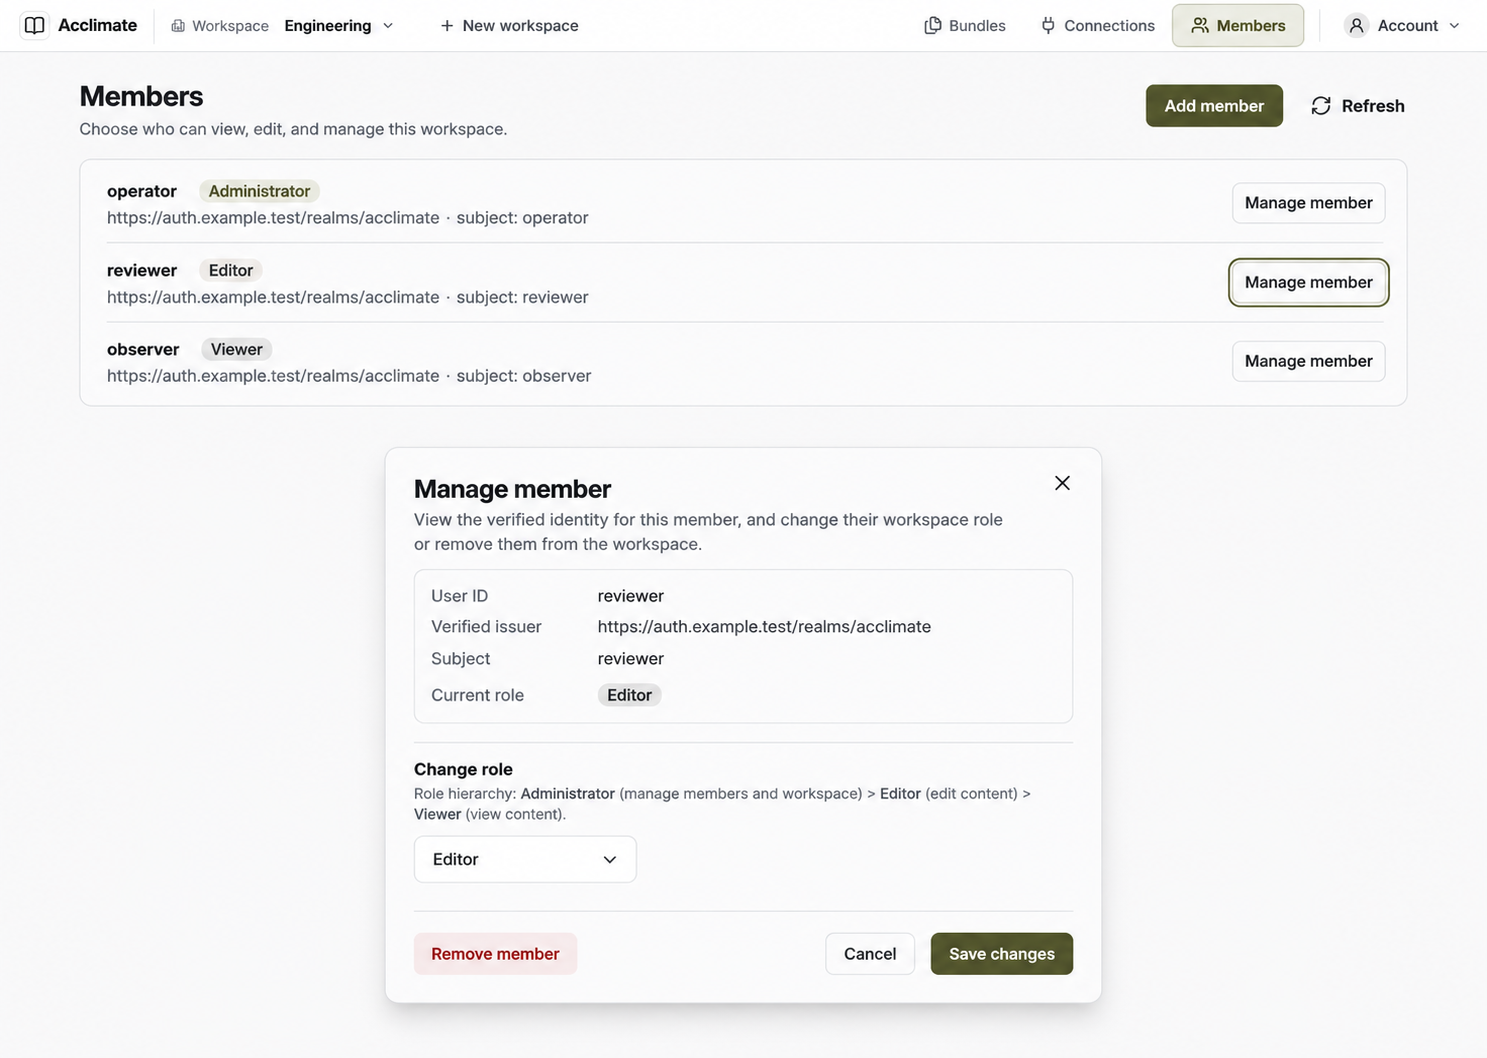 Acclimate Workspace Engineering New workspace Bundles Connections Members Account
Members
Choose who can view, edit, and manage this workspace.
Add member Refresh
operator Administrator
https://auth.example.test/realms/acclimate · subject: operator
Manage member
reviewer Editor
https://auth.example.test/realms/acclimate · subject: reviewer
Manage member
observer Viewer
https://auth.example.test/realms/acclimate · subject: observer
Manage member
Manage member
View the verified identity for this member, and change their workspace role
or remove them from the workspace.
User ID reviewer
Verified issuer https://auth.example.test/realms/acclimate
Subject reviewer
Current role Editor
Change role
Role hierarchy: Administrator (manage members and workspace) > Editor (edit content) >
Viewer (view content).
Editor
Remove member Cancel Save changes